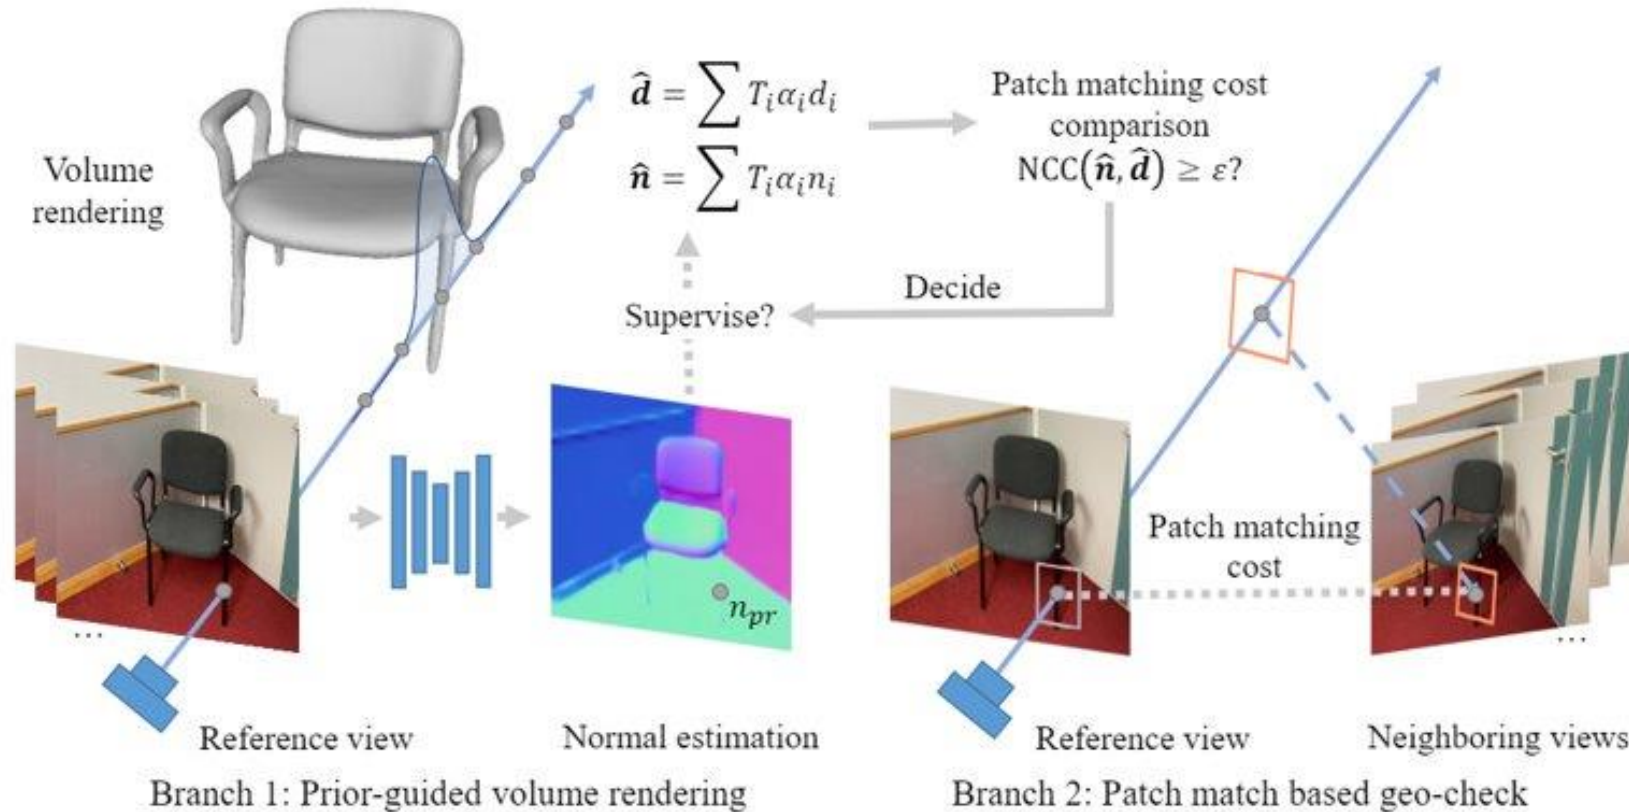 Volume
rendering
𝒅̂ = ∑ T_i α_i d_i
𝒏̂ = ∑ T_i α_i n_i
Patch matching cost
comparison
NCC(𝒏̂, 𝒅̂) ≥ ε?
Decide
Supervise?
n_pr
...
Patch matching
cost
...
Reference view
Normal estimation
Reference view
Neighboring views
Branch 1: Prior-guided volume rendering
Branch 2: Patch match based geo-check